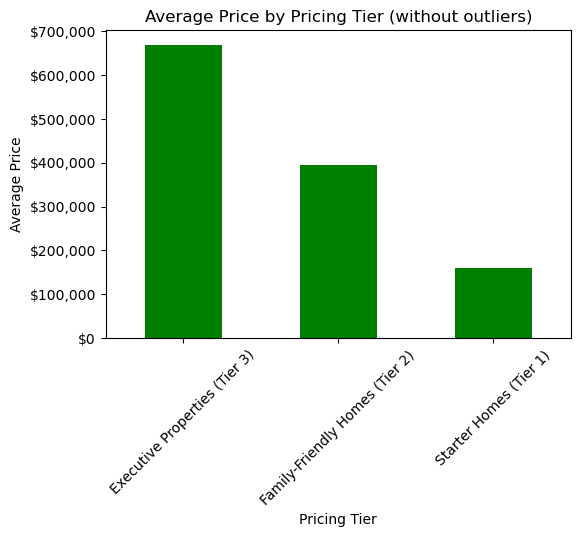 Average Price by Pricing Tier (without outliers)
$700,000
$600,000
$500,000
$400,000
$300,000
$200,000
$100,000
$0
Average Price
Executive Properties (Tier 3)
Family-Friendly Homes (Tier 2)
Starter Homes (Tier 1)
Pricing Tier